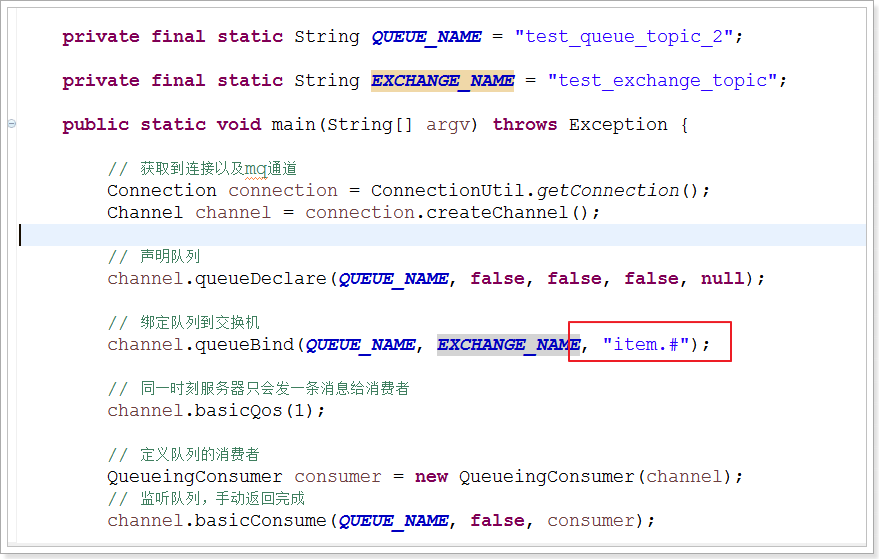 private final static String QUEUE_NAME = "test_queue_topic_2";
private final static String EXCHANGE_NAME = "test_exchange_topic";
public static void main(String[] argv) throws Exception {
// 获取到连接以及mq通道
Connection connection = ConnectionUtil.getConnection();
Channel channel = connection.createChannel();
// 声明队列
channel.queueDeclare(QUEUE_NAME, false, false, false, null);
// 绑定队列到交换机
channel.queueBind(QUEUE_NAME, EXCHANGE_NAME, "item.#");
// 同一时刻服务器只会发一条消息给消费者
channel.basicQos(1);
// 定义队列的消费者
QueueingConsumer consumer = new QueueingConsumer(channel);
// 监听队列，手动返回完成
channel.basicConsume(QUEUE_NAME, false, consumer);